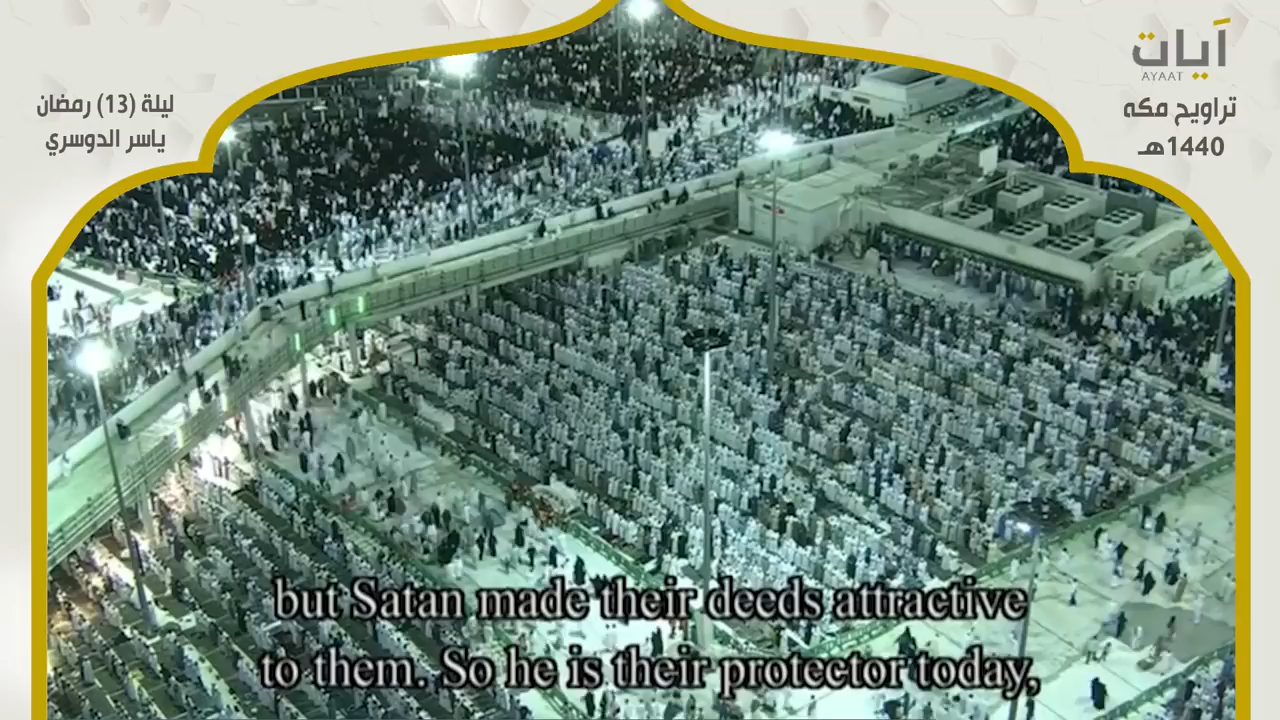 آيات
AYAAT
تراويح مكه
1440هـ
ليلة (13) رمضان
ياسر الدوسري
but Satan made their deeds attractive
to them. So he is their protector today,